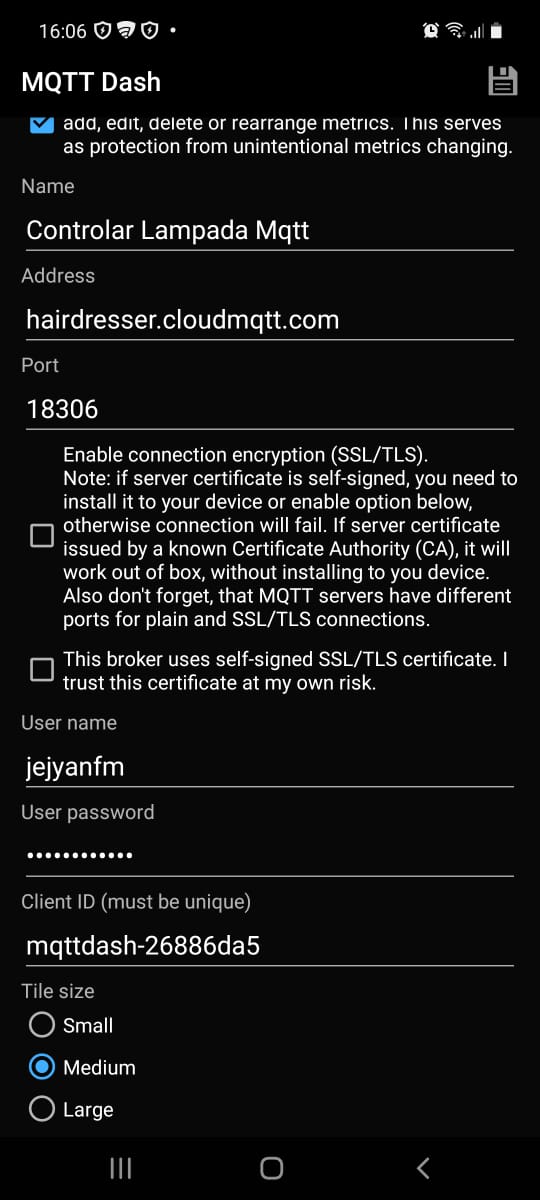 16:06
MQTT Dash
add, edit, delete or rearrange metrics. This serves
as protection from unintentional metrics changing.
Name
Controlar Lampada Mqtt
Address
hairdresser.cloudmqtt.com
Port
18306
Enable connection encryption (SSL/TLS).
Note: if server certificate is self-signed, you need to
install it to your device or enable option below,
otherwise connection will fail. If server certificate
issued by a known Certificate Authority (CA), it will
work out of box, without installing to you device.
Also don't forget, that MQTT servers have different
ports for plain and SSL/TLS connections.
This broker uses self-signed SSL/TLS certificate. I
trust this certificate at my own risk.
User name
jejyanfm
User password
••••••••••••
Client ID (must be unique)
mqttdash-26886da5
Tile size
Small
Medium
Large